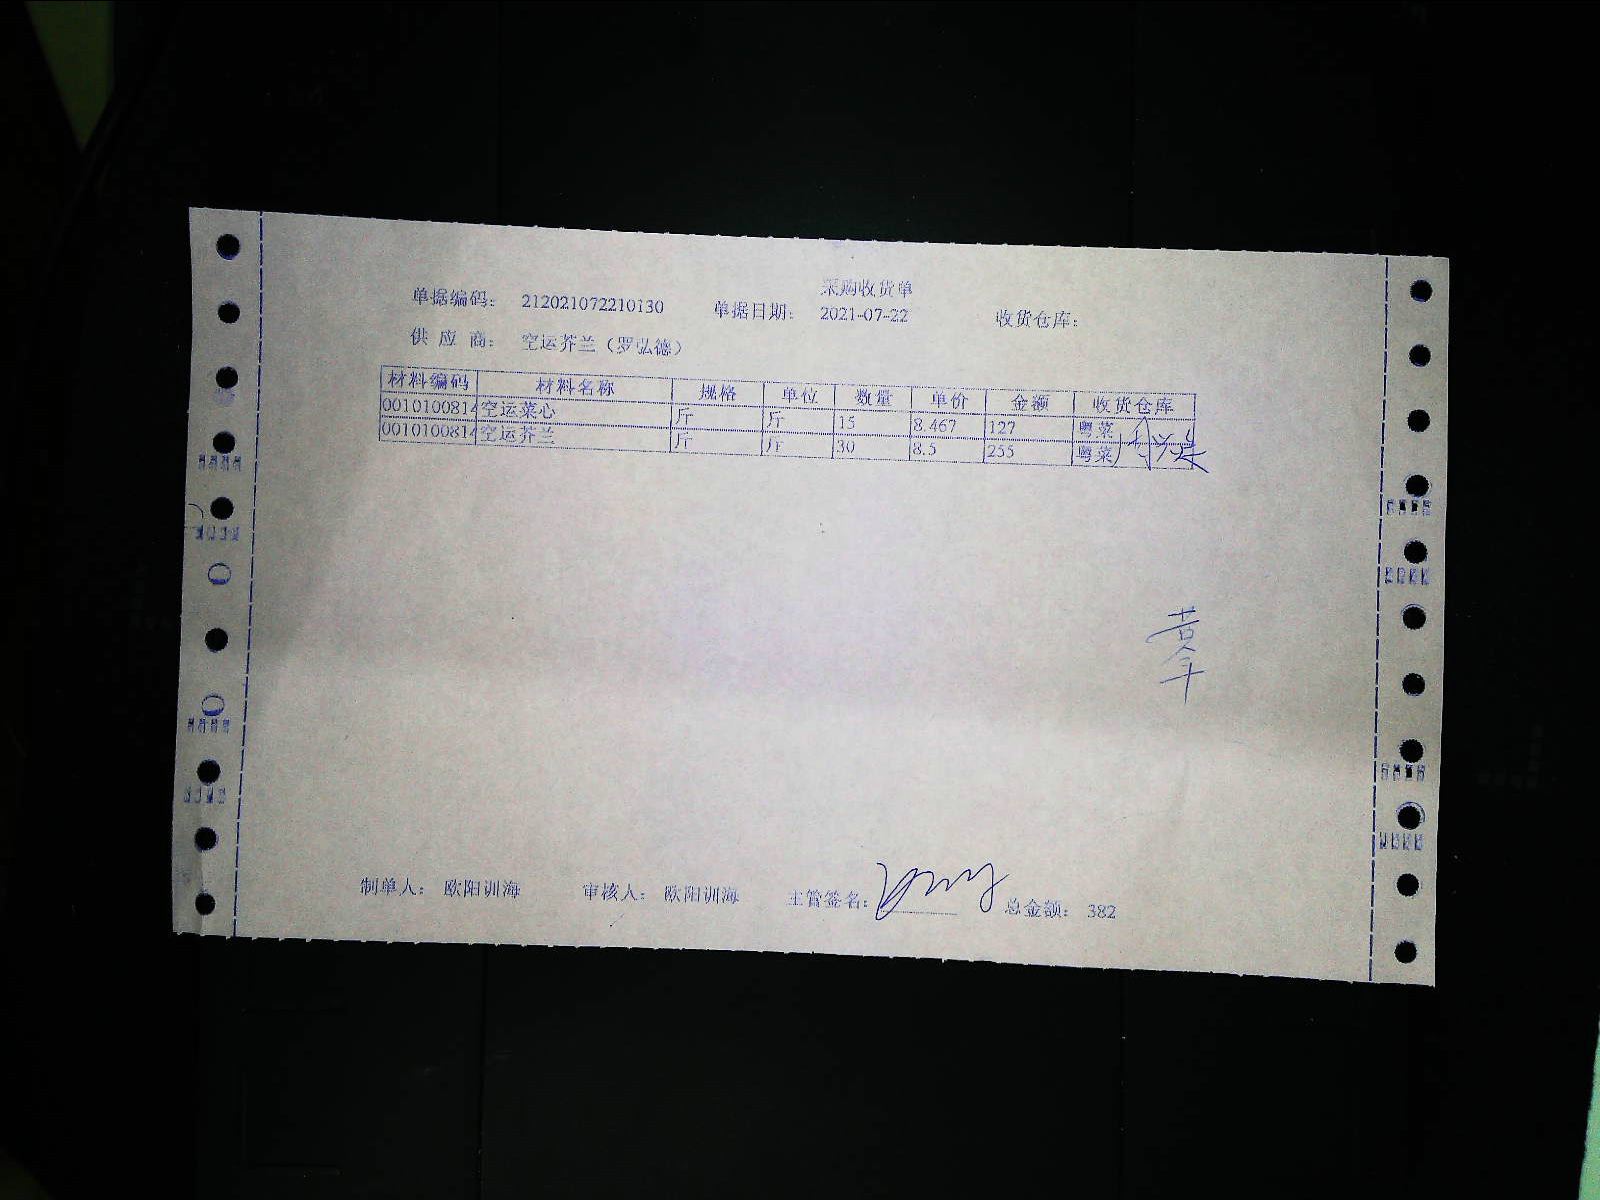 采购收货单
单据编码: 212021072210130 单据日期: 2021-07-22 收货仓库:
供应商: 空运芥兰（罗弘德）
材料编码 材料名称 规格 单位 数量 单价 金额 收货仓库
0010100814 空运菜心 斤 斤 15 8.467 127 粤菜
0010100814 空运芥兰 斤 斤 30 8.5 255 粤菜
制单人: 欧阳训海 审核人: 欧阳训海 主管签名: 总金额: 382